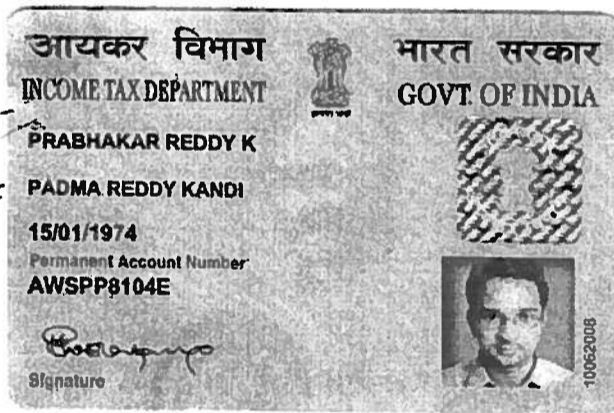 आयकर विभाग
भारत सरकार
INCOME TAX DEPARTMENT
GOVT. OF INDIA
PRABHAKAR REDDY K
PADMA REDDY KANDI
15/01/1974
Permanent Account Number
AWSPP8104E
Signature
10062008